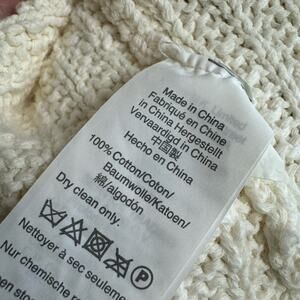 Made in China
Fabriqué en Chine
in China Hergestellt
Vervaardigd in China
中国製
Hecho en China
100% Cotton/Coton/
Baumwolle/Katoen/
綿/algodón
Dry clean only.
P
Nettoyer à sec seulement
Nur chemische